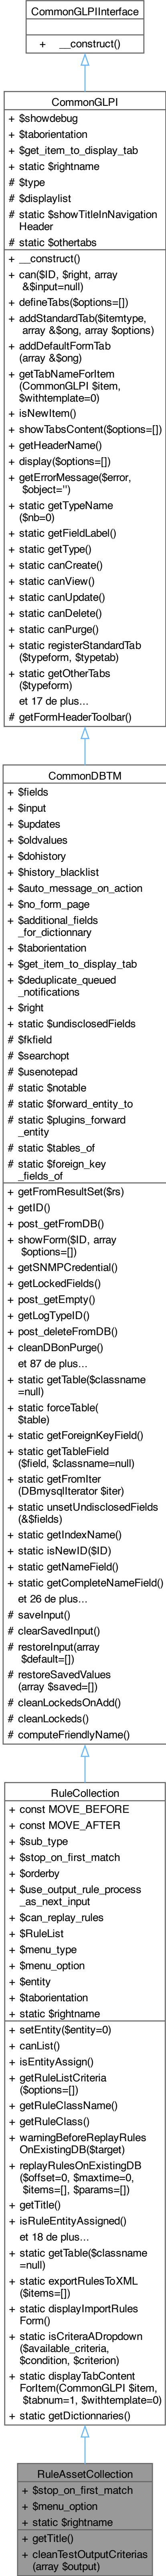 CommonGLPIInterface
+ __construct()
CommonGLPI
+ $showdebug
+ $taborientation
+ $get_item_to_display_tab
+ static $rightname
# $type
# $displaylist
# static $showTitleInNavigation
Header
# static $othertabs
+ __construct()
+ can($ID, $right, array
&$input=null)
+ defineTabs($options=[])
+ addStandardTab($itemtype,
array &$ong, array $options)
+ addDefaultFormTab
(array &$ong)
+ getTabNameForItem
(CommonGLPI $item,
$withtemplate=0)
+ isNewItem()
+ showTabsContent($options=[])
+ getHeaderName()
+ display($options=[])
+ getErrorMessage($error,
$object='')
+ static getTypeName
($nb=0)
+ static getFieldLabel()
+ static getType()
+ static canCreate()
+ static canView()
+ static canUpdate()
+ static canDelete()
+ static canPurge()
+ static registerStandardTab
($typeform, $typetab)
+ static getOtherTabs
($typeform)
et 17 de plus...
# getFormHeaderToolbar()
CommonDBTM
+ $fields
+ $input
+ $updates
+ $oldvalues
+ $dohistory
+ $history_blacklist
+ $auto_message_on_action
+ $no_form_page
+ $additional_fields
_for_dictionnary
+ $taborientation
+ $get_item_to_display_tab
+ $deduplicate_queued
_notifications
+ $right
+ static $undisclosedFields
# $fkfield
# $searchopt
# $usenotepad
# static $notable
# static $forward_entity_to
# static $plugins_forward
_entity
# static $tables_of
# static $foreign_key
_fields_of
+ getFromResultSet($rs)
+ getID()
+ post_getFromDB()
+ showForm($ID, array
$options=[])
+ getSNMPCredential()
+ getLockedFields()
+ post_getEmpty()
+ getLogTypeID()
+ post_deleteFromDB()
+ cleanDBonPurge()
et 87 de plus...
+ static getTable($classname
=null)
+ static forceTable(
$table)
+ static getForeignKeyField()
+ static getTableField
($field, $classname=null)
+ static getFromIter
(DBmysqlIterator $iter)
+ static unsetUndisclosedFields
(&$fields)
+ static getIndexName()
+ static isNewID($ID)
+ static getNameField()
+ static getCompleteNameField()
et 26 de plus...
# saveInput()
# clearSavedInput()
# restoreInput(array
$default=[])
# restoreSavedValues
(array $saved=[])
# cleanLockedsOnAdd()
# cleanLockeds()
# computeFriendlyName()
RuleCollection
+ const MOVE_BEFORE
+ const MOVE_AFTER
+ $sub_type
+ $stop_on_first_match
+ $orderby
+ $use_output_rule_process
_as_next_input
+ $can_replay_rules
+ $RuleList
+ $menu_type
+ $menu_option
+ $entity
+ $taborientation
+ static $rightname
+ setEntity($entity=0)
+ canList()
+ isEntityAssign()
+ getRuleListCriteria
($options=[])
+ getRuleClassName()
+ getRuleClass()
+ warningBeforeReplayRules
OnExistingDB($target)
+ replayRulesOnExistingDB
($offset=0, $maxtime=0,
$items=[], $params=[])
+ getTitle()
+ isRuleEntityAssigned()
et 18 de plus...
+ static getTable($classname
=null)
+ static exportRulesToXML
($items=[])
+ static displayImportRules
Form()
+ static isCriteraADropdown
($available_criteria,
$condition, $criterion)
+ static displayTabContent
ForItem(CommonGLPI $item,
$tabnum=1, $withtemplate=0)
+ static getDictionnaries()
RuleAssetCollection
+ $stop_on_first_match
+ $menu_option
+ static $rightname
+ getTitle()
+ cleanTestOutputCriterias
(array $output)